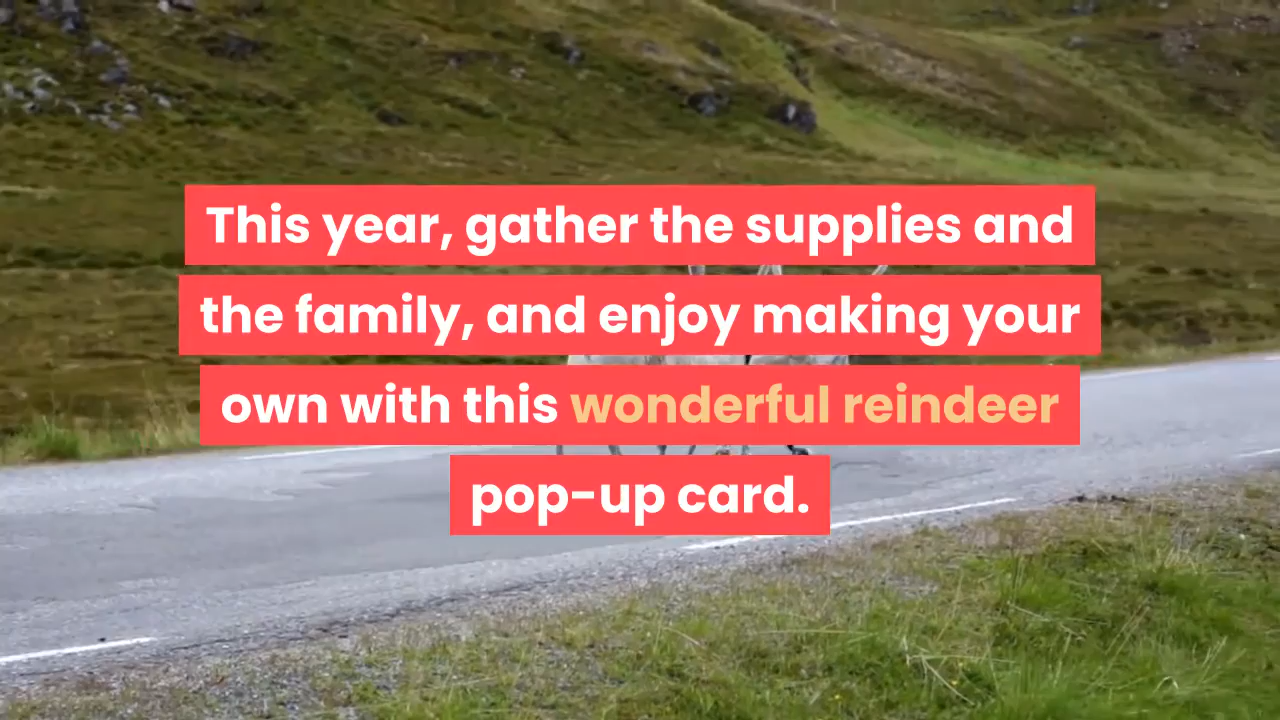 This year, gather the supplies and
the family, and enjoy making your
own with this wonderful reindeer
pop-up card.